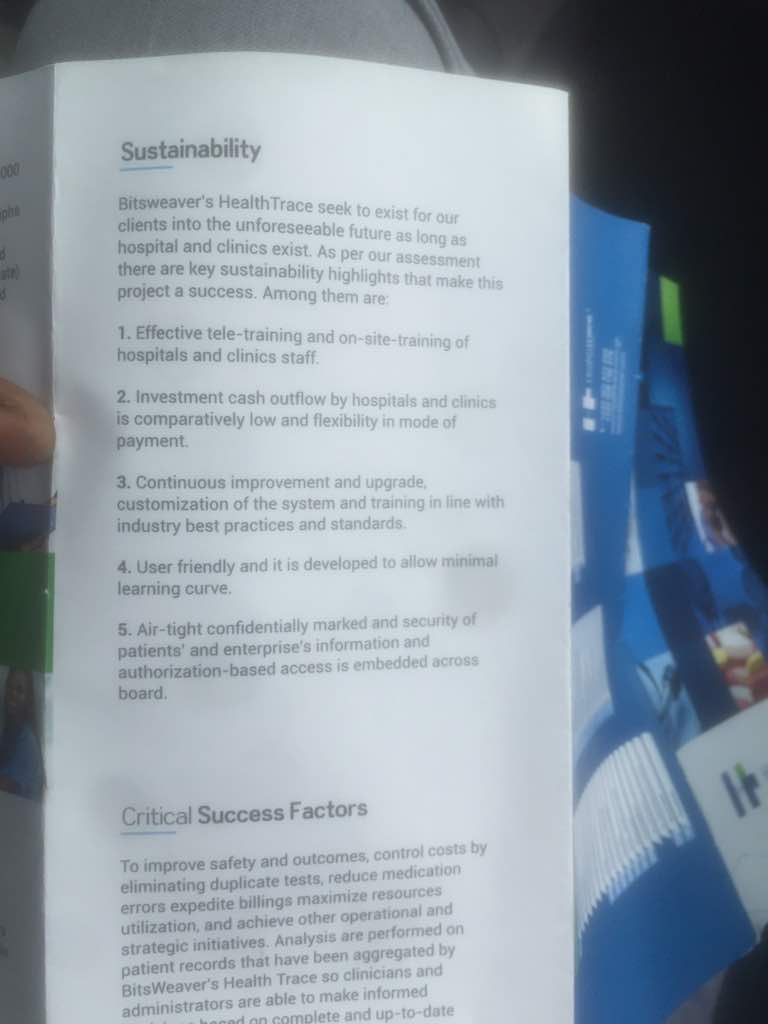 000
Sustainability
Bitsweaver's HealthTrace seek to exist for our
clients into the unforeseeable future as long as
hospital and clinics exist. As per our assessment
there are key sustainability highlights that make this
project a success. Among them are:
1. Effective tele-training and on-site-training of
hospitals and clinics staff.
2. Investment cash outflow by hospitals and clinics
is comparatively low and flexibility in mode of
payment.
3. Continuous improvement and upgrade,
customization of the system and training in line with
industry best practices and standards.
4. User friendly and it is developed to allow minimal
learning curve.
5. Air-tight confidentially marked and security of
patients' and enterprise's information and
authorization-based access is embedded across
board.
Critical Success Factors
To improve safety and outcomes, control costs by
eliminating duplicate tests, reduce medication
errors expedite billings maximize resources
utilization, and achieve other operational and
strategic initiatives. Analysis are performed on
patient records that have been aggregated by
BitsWeaver's Health Trace so clinicians and
administrators are able to make informed
based on complete and up-to-date